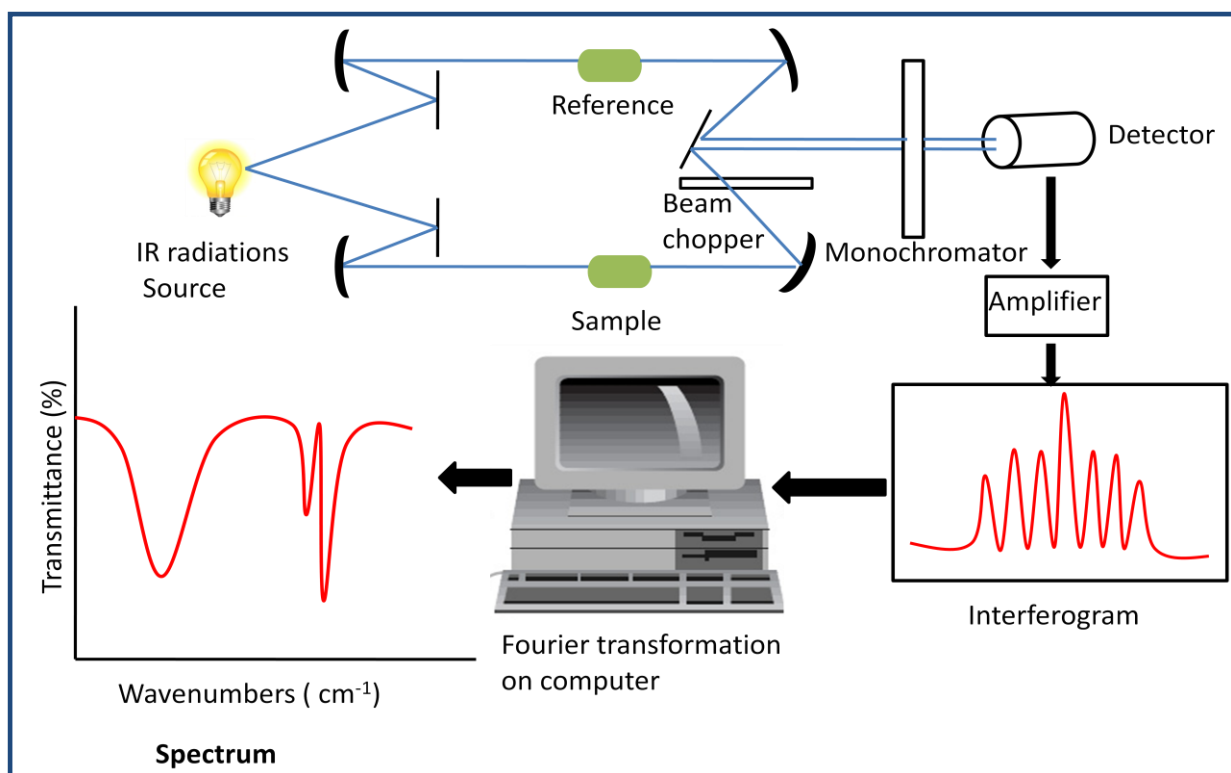 Reference
Detector
Beam
chopper
Monochromator
IR radiations
Source
Sample
Amplifier
Transmittance (%)
Interferogram
Fourier transformation
on computer
Wavenumbers ( cm⁻¹)
Spectrum